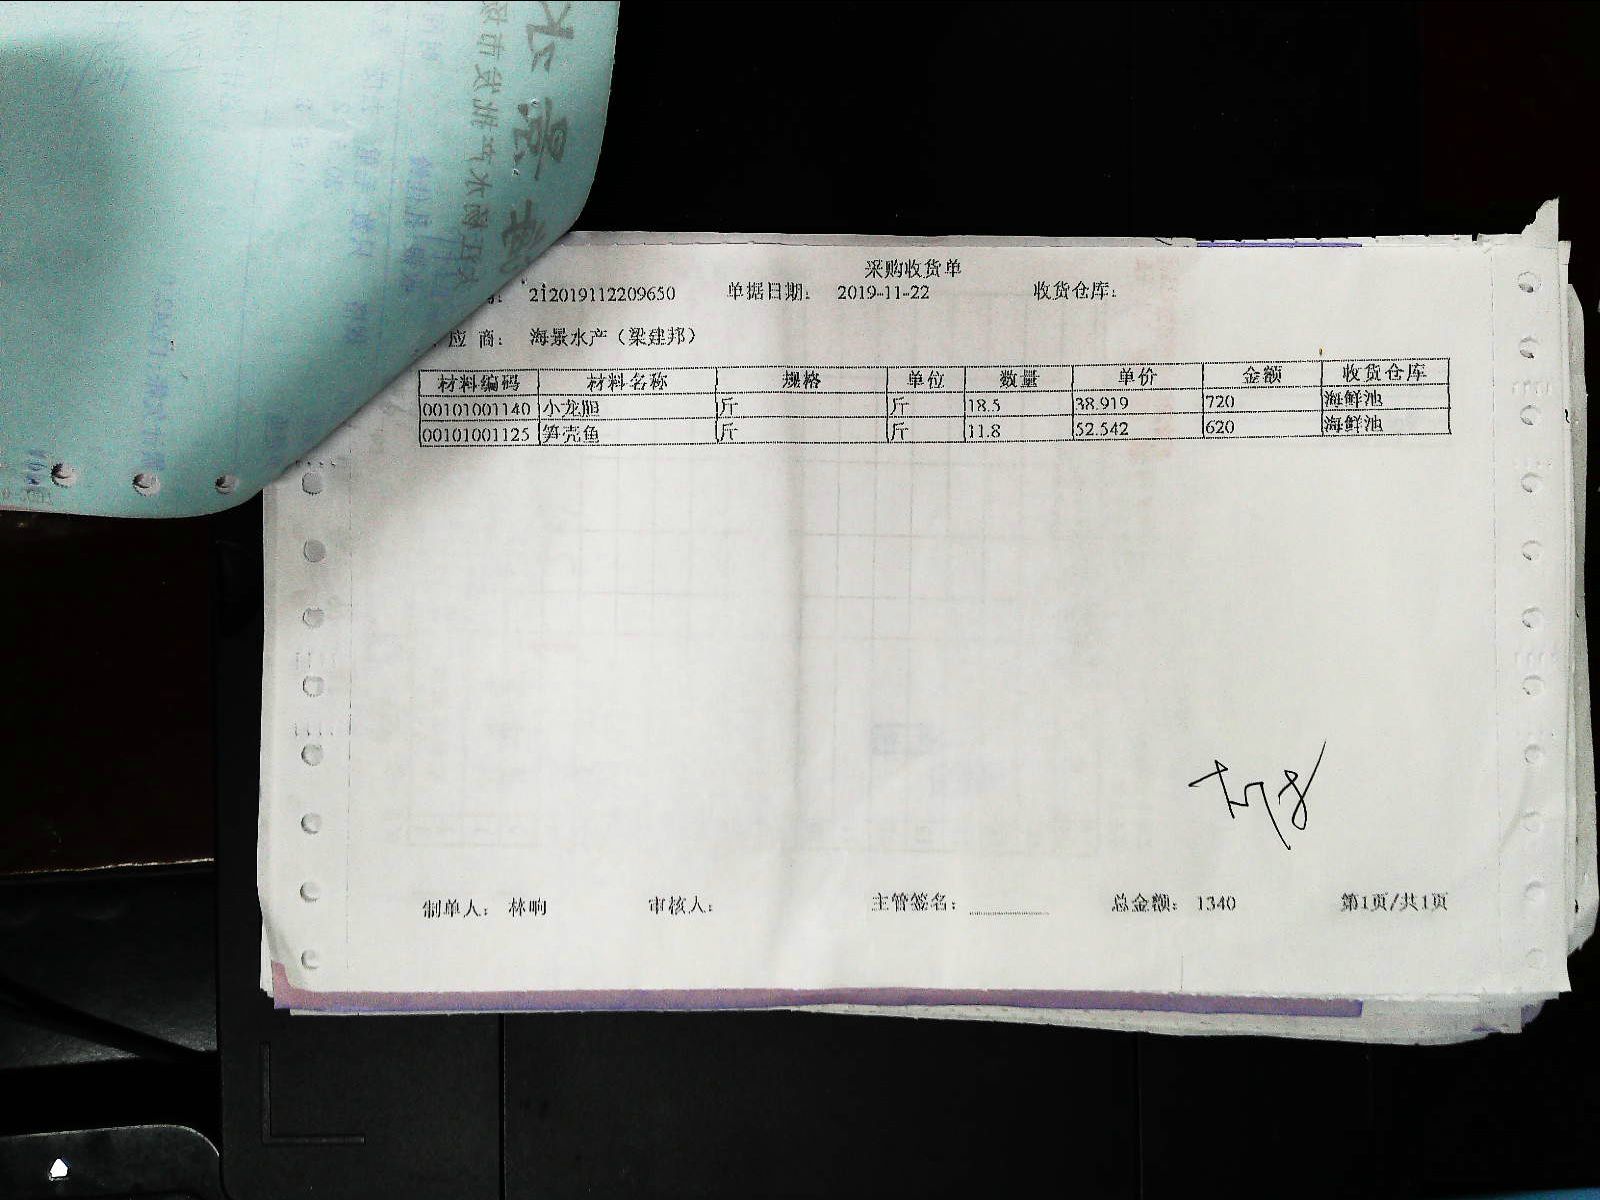 采购收货单
号: 212019112209650 单据日期: 2019-11-22 收货仓库:
应 商: 海景水产（梁建邦）
材料编码 材料名称 规格 单位 数量 单价 金额 收货仓库
00101001140 小龙胆 斤 斤 18.5 38.919 720 海鲜池
00101001125 笋壳鱼 斤 斤 11.8 52.542 620 海鲜池
制单人: 林响 审核人: 主管签名: 总金额: 1340 第1页/共1页